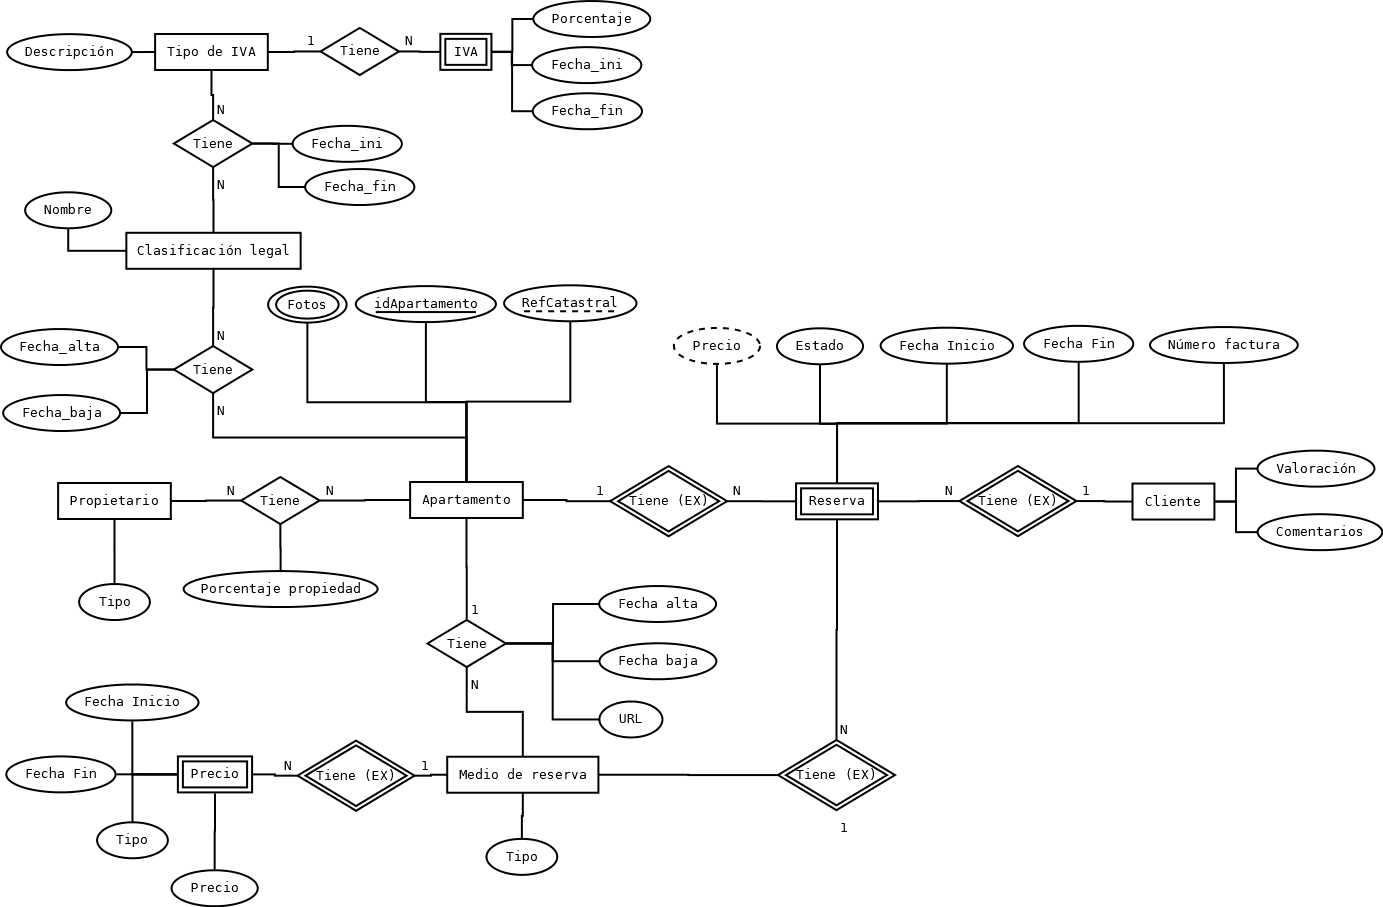 Porcentaje
Descripción
Tipo de IVA
1
Tiene
N
IVA
Fecha_ini
Fecha_fin
N
Tiene
Fecha_ini
Fecha_fin
N
Nombre
Clasificación legal
Fotos
idApartamento
RefCatastral
Fecha_alta
N
Tiene
Fecha_baja
N
Precio
Estado
Fecha Inicio
Fecha Fin
Número factura
Valoración
Propietario
N
Tiene
N
Apartamento
1
Tiene (EX)
N
Reserva
N
Tiene (EX)
1
Cliente
Comentarios
Tipo
Porcentaje propiedad
1
Tiene
N
Fecha alta
Fecha baja
URL
Fecha Inicio
Fecha Fin
Precio
N
Tiene (EX)
1
Medio de reserva
N
Tiene (EX)
1
Tipo
Tipo
Precio